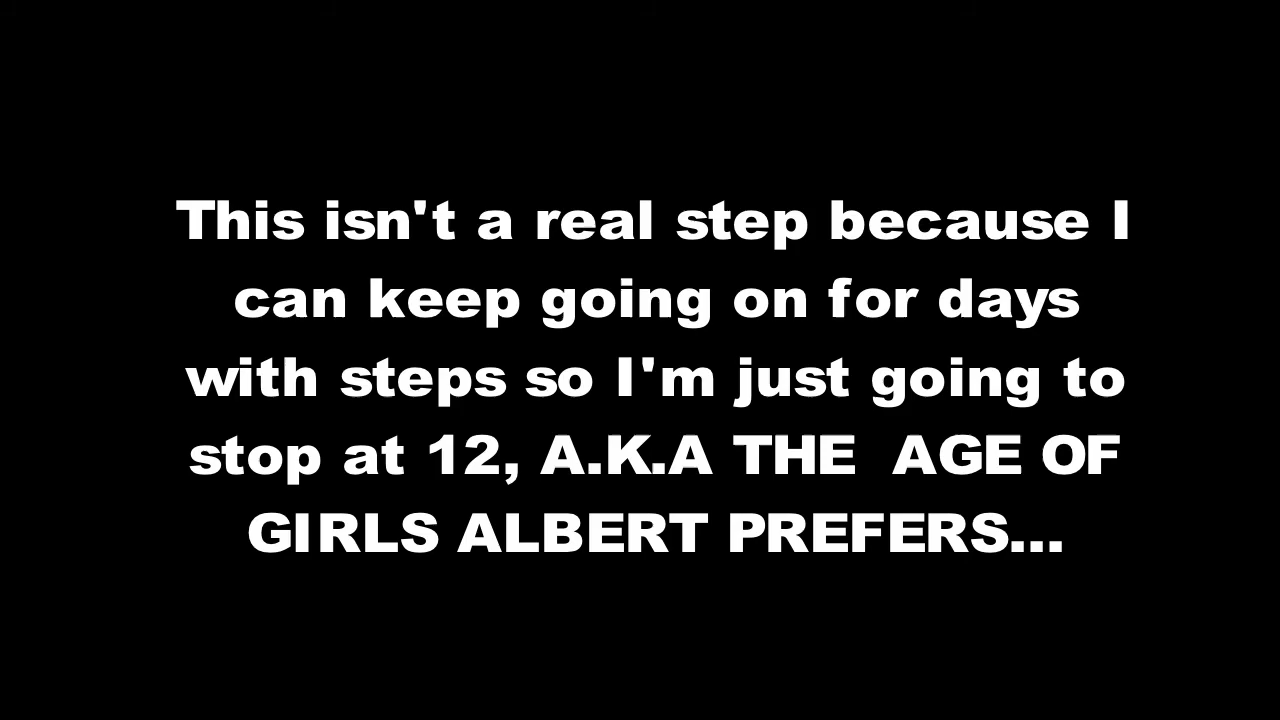 This isn't a real step because I
can keep going on for days
with steps so I'm just going to
stop at 12, A.K.A THE  AGE OF
GIRLS ALBERT PREFERS...